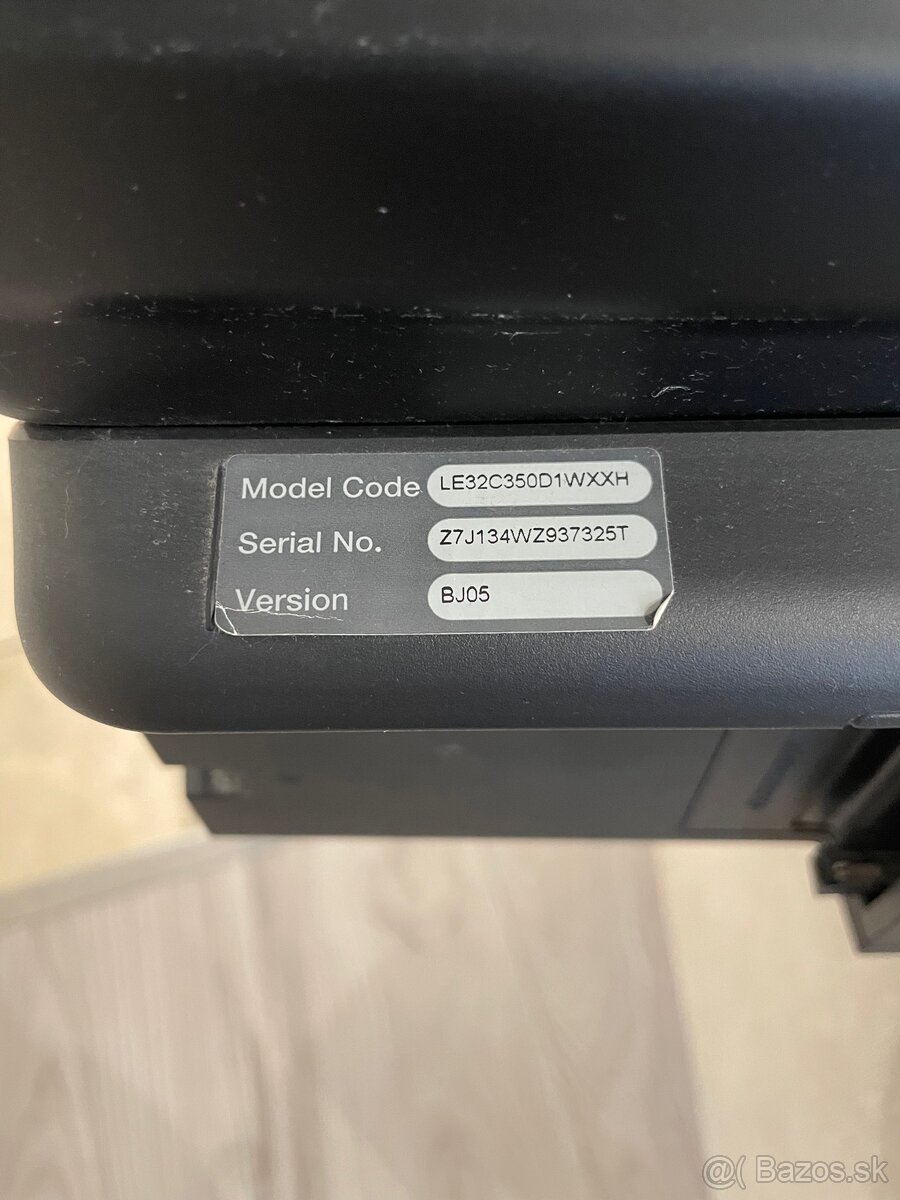 Model Code LE32C350D1WXXH
Serial No. Z7J134WZ937325T
Version BJ05
@( Bazos.sk